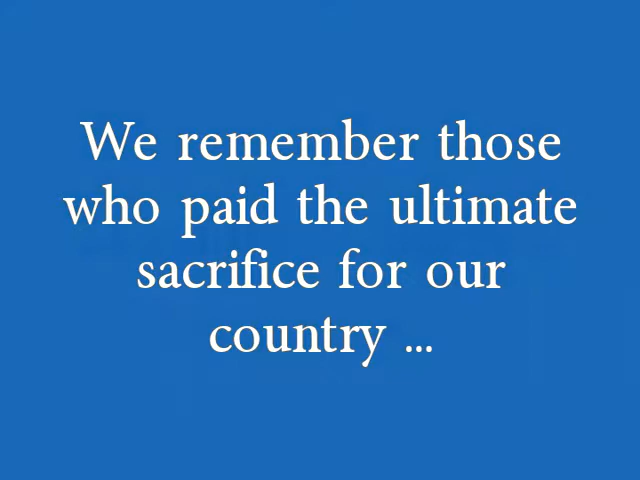 We remember those
who paid the ultimate
sacrifice for our
country ...